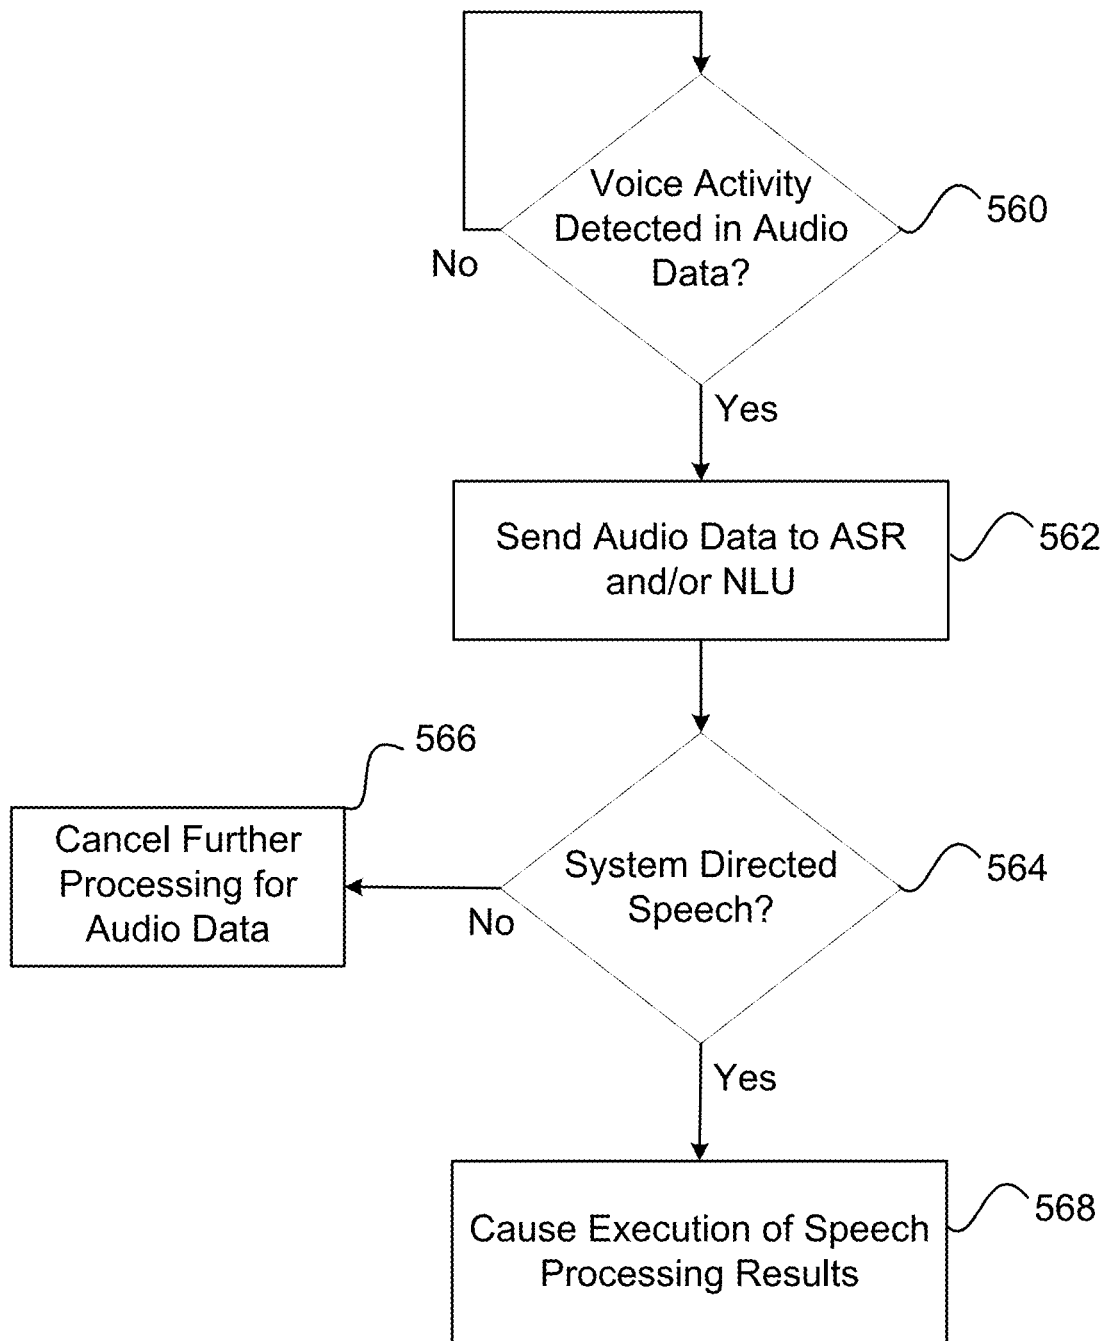 Voice Activity
Detected in Audio
Data?
560
No
Yes
Send Audio Data to ASR
and/or NLU
562
566
Cancel Further
Processing for
Audio Data
System Directed
Speech?
564
No
Yes
Cause Execution of Speech
Processing Results
568